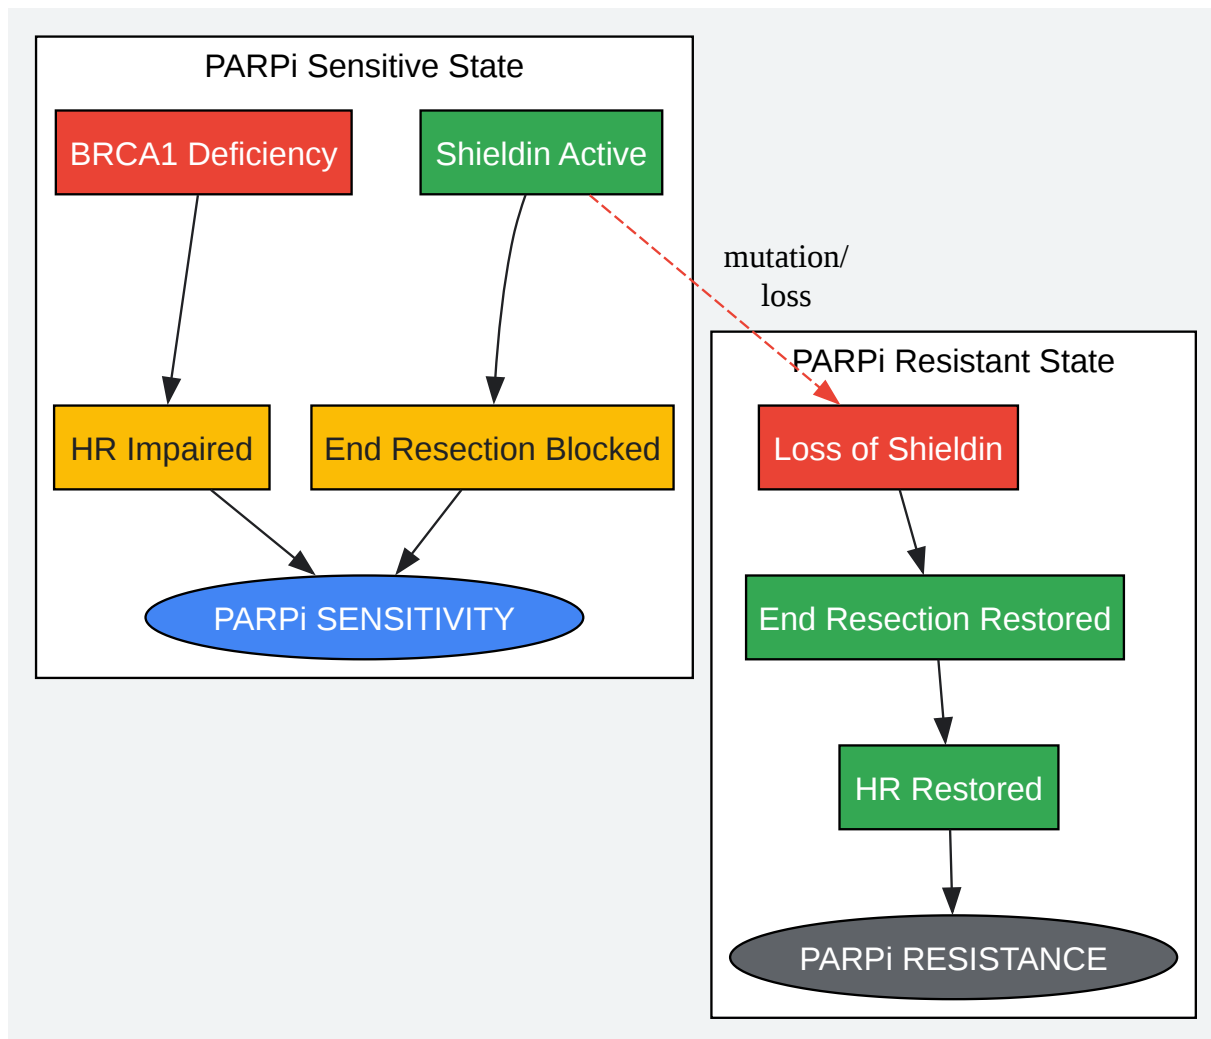 PARPi Sensitive State
BRCA1 Deficiency
Shieldin Active
mutation/
loss
HR Impaired
End Resection Blocked
PARPi SENSITIVITY
PARPi Resistant State
Loss of Shieldin
End Resection Restored
HR Restored
PARPi RESISTANCE